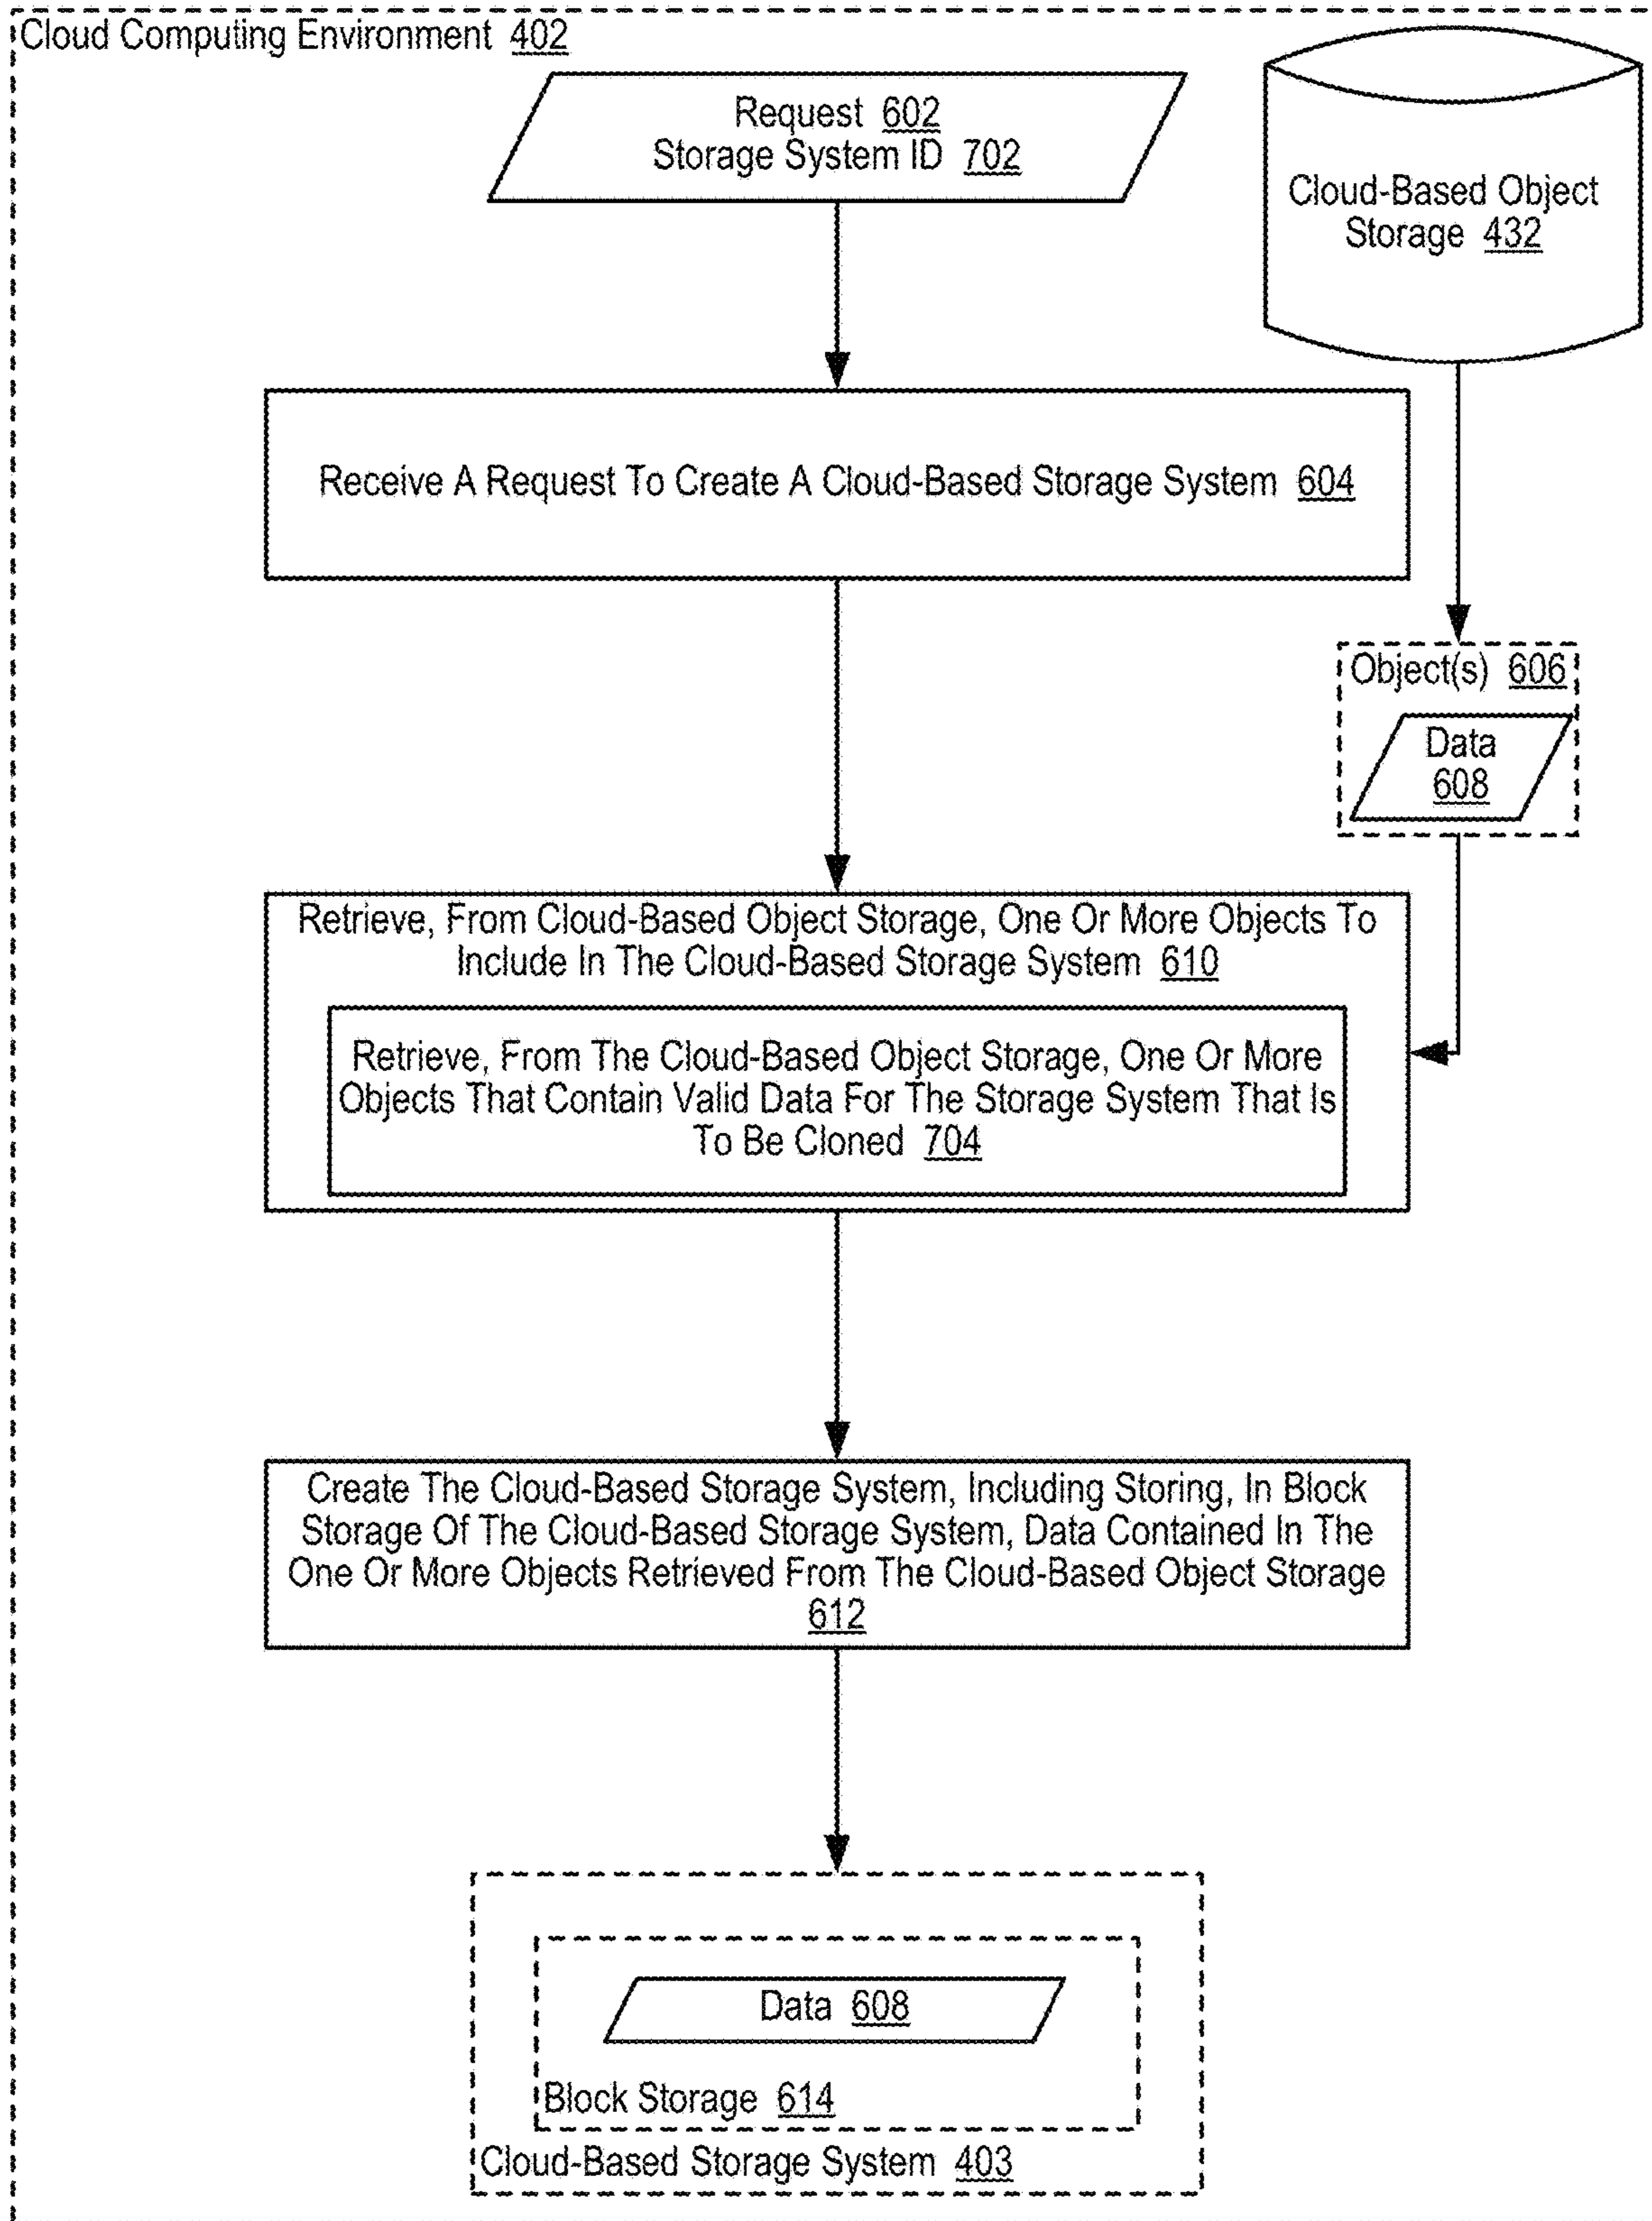 Cloud Computing Environment 402
Request 602
Storage System ID 702
Cloud-Based Object
Storage 432
Receive A Request To Create A Cloud-Based Storage System 604
Object(s) 606
Data
608
Retrieve, From Cloud-Based Object Storage, One Or More Objects To
Include In The Cloud-Based Storage System 610
Retrieve, From The Cloud-Based Object Storage, One Or More
Objects That Contain Valid Data For The Storage System That Is
To Be Cloned 704
Create The Cloud-Based Storage System, Including Storing, In Block
Storage Of The Cloud-Based Storage System, Data Contained In The
One Or More Objects Retrieved From The Cloud-Based Object Storage
612
Data 608
Block Storage 614
Cloud-Based Storage System 403